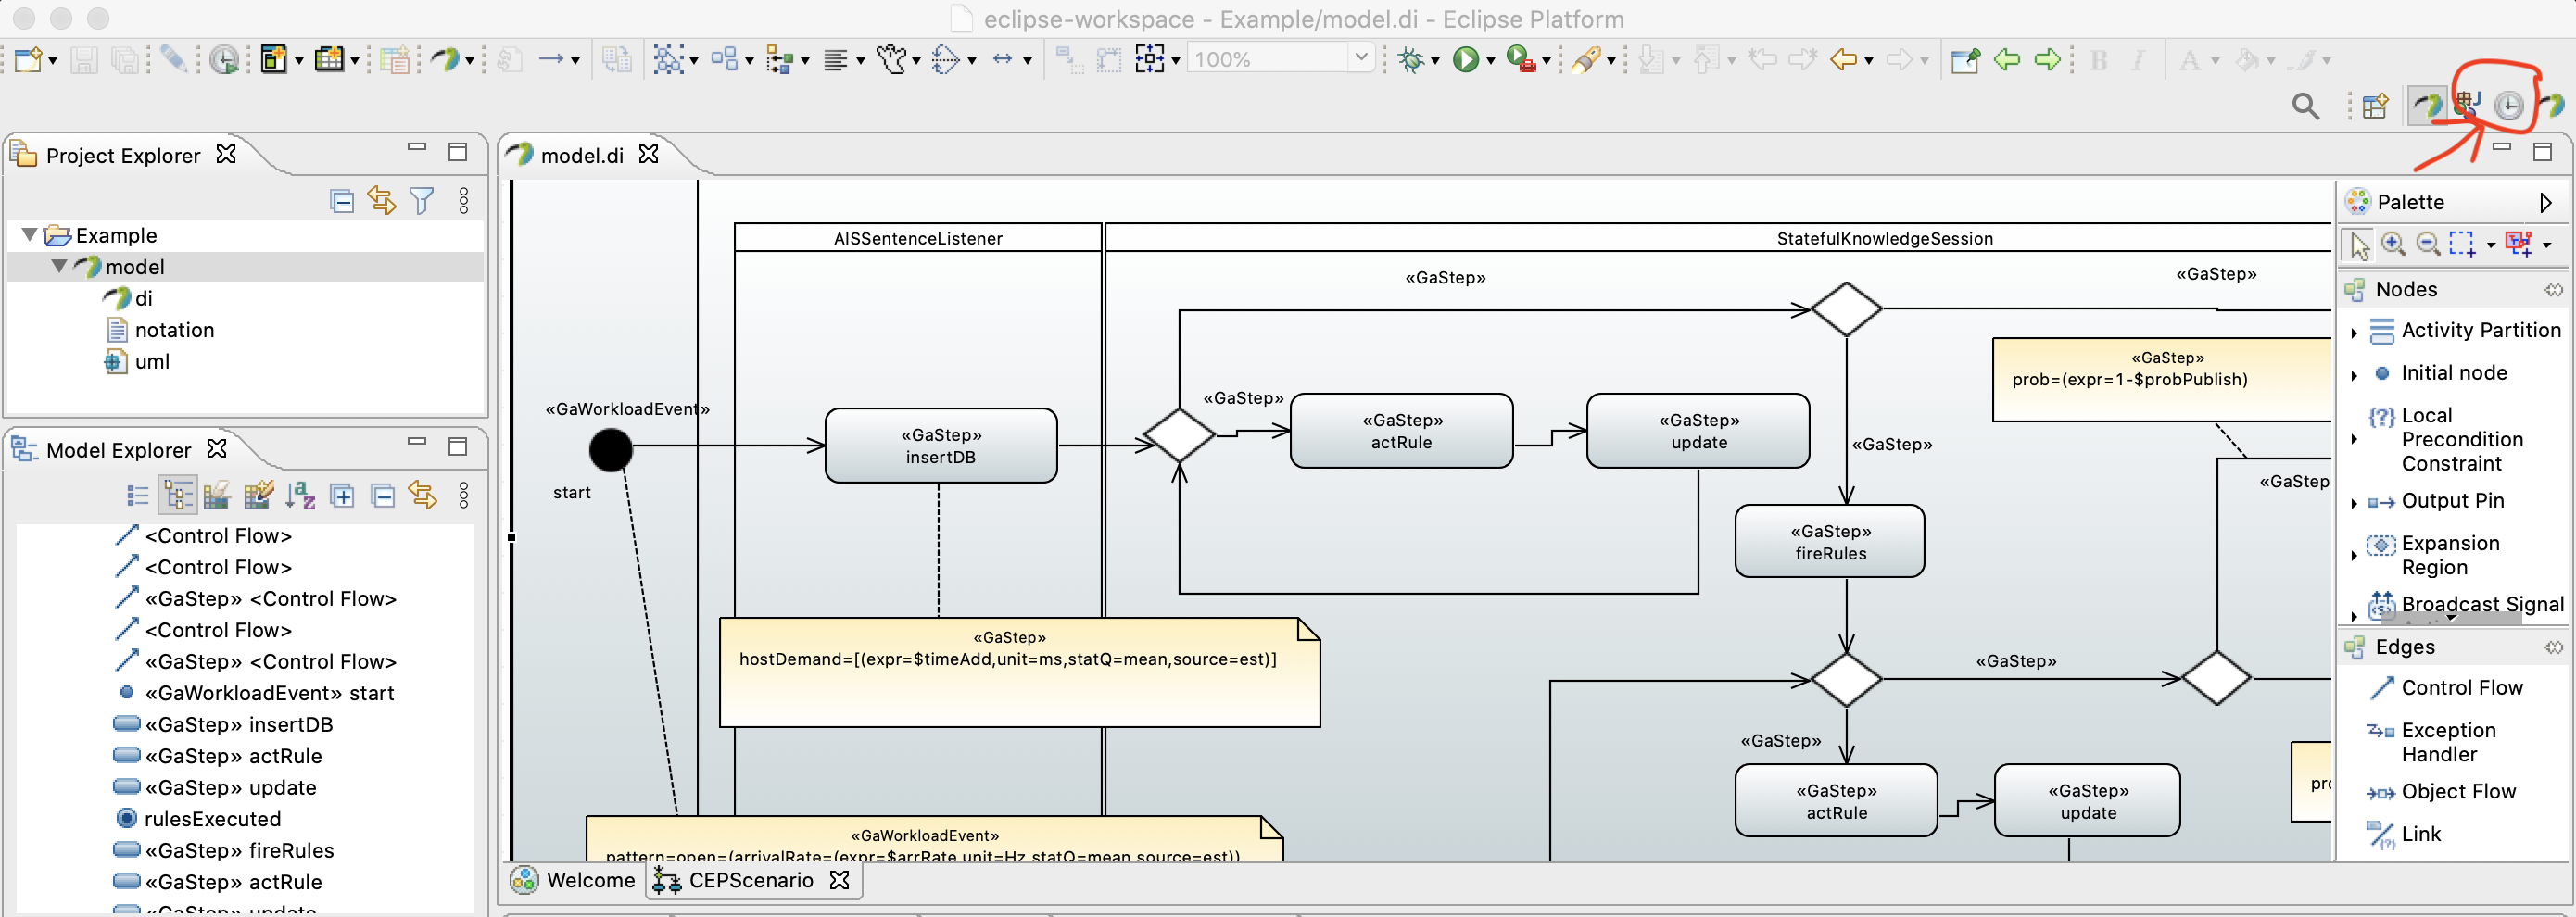 eclipse-workspace - Example/model.di - Eclipse Platform
100%
B
I
A
J
Project Explorer
model.di
Palette
Example
model
di
notation
uml
AISSentenceListener
StatefulKnowledgeSession
«GaStep»
«GaStep»
«GaStep»
prob=(expr=1-$probPublish)
«GaWorkloadEvent»
start
«GaStep»
insertDB
«GaStep»
«GaStep»
actRule
«GaStep»
update
«GaStep»
«GaStep
«GaStep»
fireRules
«GaStep»
hostDemand=[(expr=$timeAdd,unit=ms,statQ=mean,source=est)]
«GaStep»
«GaStep»
«GaStep»
actRule
«GaStep»
update
«GaWorkloadEvent»
pattern=open=(arrivalRate=(expr=$arrRate,unit=Hz,statQ=mean,source=est))
Nodes
Activity Partition
Initial node
Local
Precondition
Constraint
Output Pin
Expansion
Region
Broadcast Signal
Edges
Control Flow
Exception
Handler
Object Flow
Link
Model Explorer
<Control Flow>
<Control Flow>
«GaStep» <Control Flow>
<Control Flow>
«GaStep» <Control Flow>
«GaWorkloadEvent» start
«GaStep» insertDB
«GaStep» actRule
«GaStep» update
rulesExecuted
«GaStep» fireRules
«GaStep» actRule
«GaStep» update
Welcome
CEPScenario